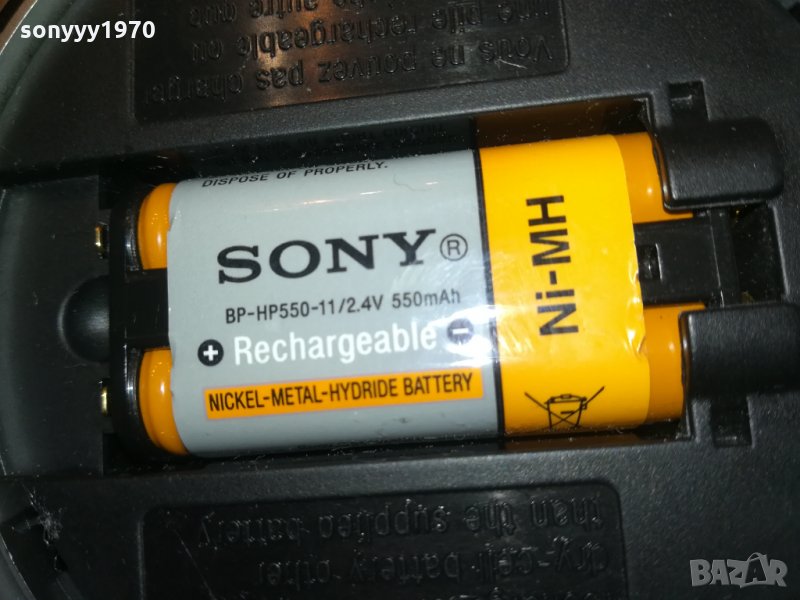 sonyyy1970
Vous ne pouvez pas charger
une pile rechargeable ou
autre que
DISPOSE OF PROPERLY.
SONY®
BP-HP550-11/2.4V 550mAh
+ Rechargeable -
NICKEL-METAL-HYDRIDE BATTERY
Ni-MH
dry-cell battery other
than the supplied battery
BAZAR